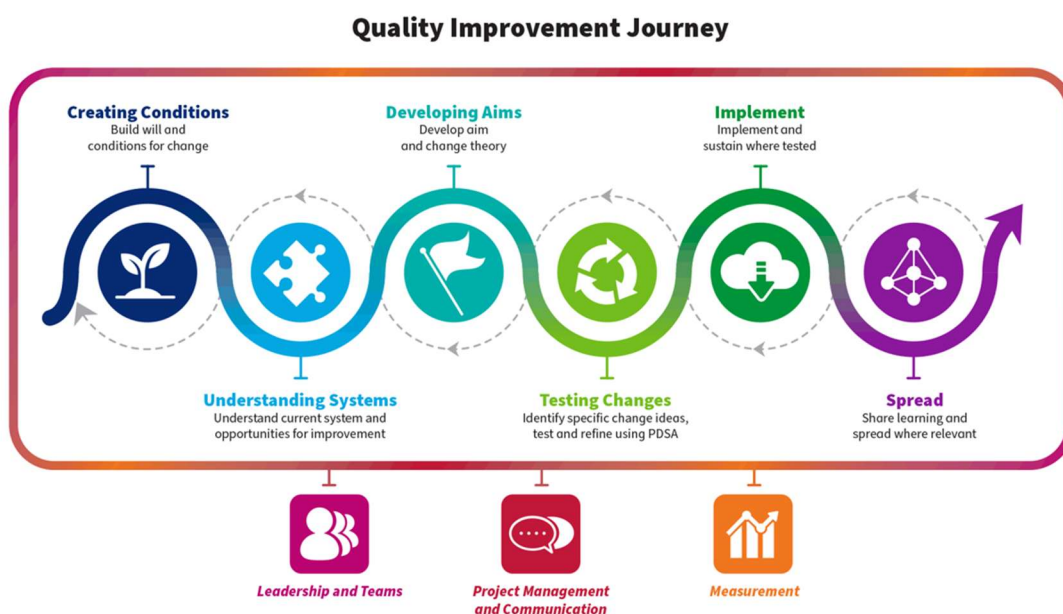 Quality Improvement Journey
Creating Conditions
Build will and
conditions for change
Developing Aims
Develop aim
and change theory
Implement
Implement and
sustain where tested
Understanding Systems
Understand current system and
opportunities for improvement
Testing Changes
Identify specific change ideas,
test and refine using PDSA
Spread
Share learning and
spread where relevant
Leadership and Teams
Project Management
and Communication
Measurement